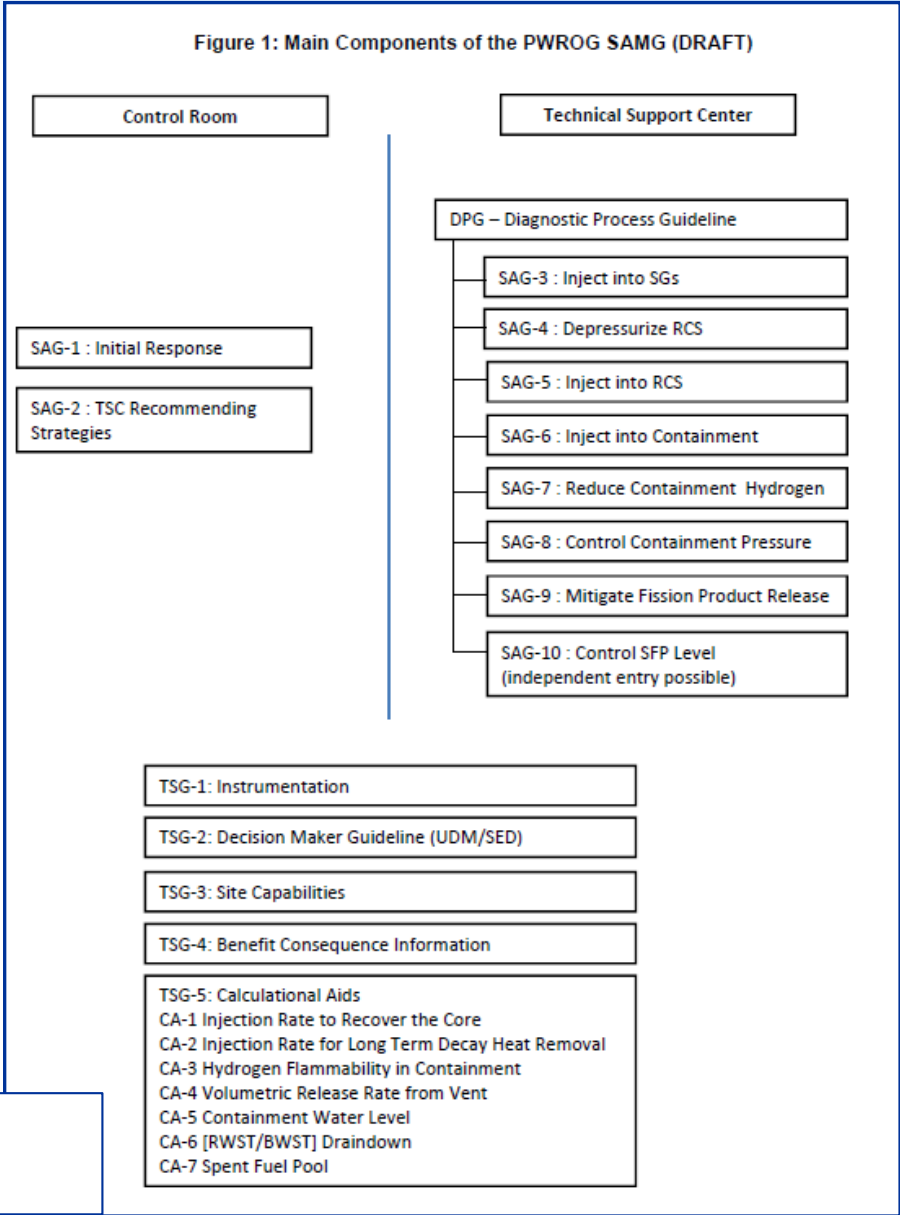 Figure 1: Main Components of the PWROG SAMG (DRAFT)
Control Room
Technical Support Center
DPG – Diagnostic Process Guideline
SAG-3 : Inject into SGs
SAG-4 : Depressurize RCS
SAG-1 : Initial Response
SAG-5 : Inject into RCS
SAG-2 : TSC Recommending
Strategies
SAG-6 : Inject into Containment
SAG-7 : Reduce Containment Hydrogen
SAG-8 : Control Containment Pressure
SAG-9 : Mitigate Fission Product Release
SAG-10 : Control SFP Level
(independent entry possible)
TSG-1: Instrumentation
TSG-2: Decision Maker Guideline (UDM/SED)
TSG-3: Site Capabilities
TSG-4: Benefit Consequence Information
TSG-5: Calculational Aids
CA-1 Injection Rate to Recover the Core
CA-2 Injection Rate for Long Term Decay Heat Removal
CA-3 Hydrogen Flammability in Containment
CA-4 Volumetric Release Rate from Vent
CA-5 Containment Water Level
CA-6 [RWST/BWST] Draindown
CA-7 Spent Fuel Pool